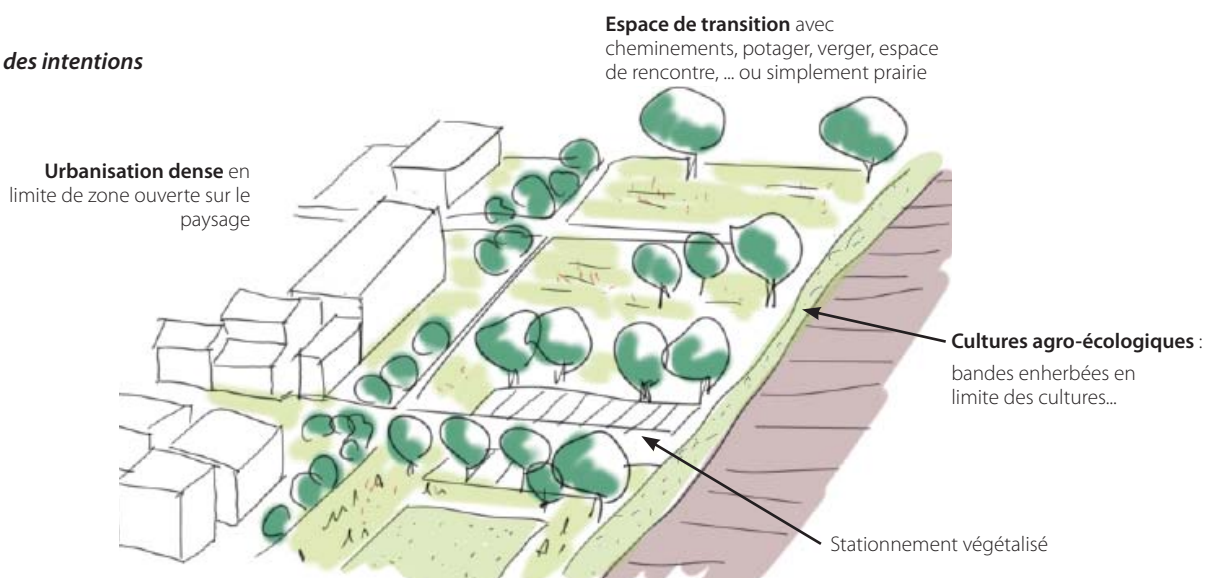 des intentions
Espace de transition avec
cheminements, potager, verger, espace
de rencontre, ... ou simplement prairie
Urbanisation dense en
limite de zone ouverte sur le
paysage
Cultures agro-écologiques :
bandes enherbées en
limite des cultures...
Stationnement végétalisé